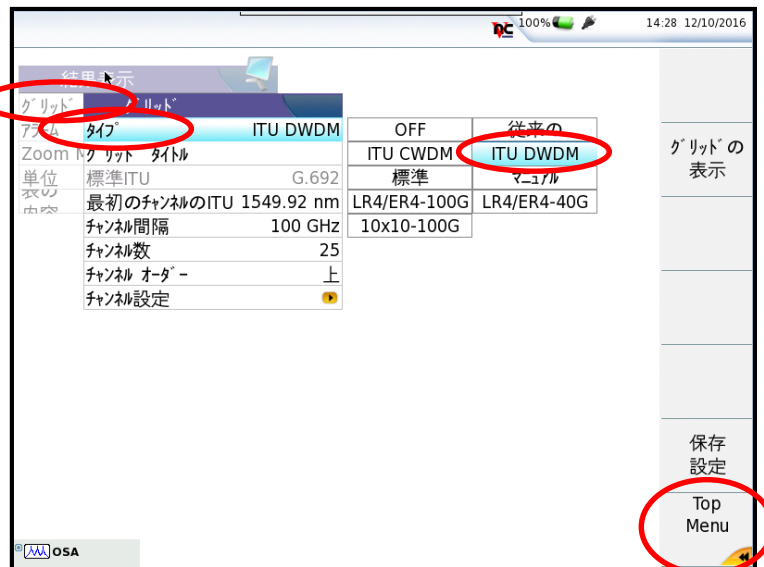 100%
14:28 12/10/2016
結果表示
ｸﾞﾘｯﾄﾞ
ｸﾞﾘｯﾄﾞ
ｱﾗｰﾑ
ﾀｲﾌﾟ ITU DWDM
OFF 従来の
Zoom
ｸﾞﾘｯﾄﾞ ﾀｲﾄﾙ
ITU CWDM ITU DWDM
単位
標準ITU G.692
標準 ﾏﾆｭｱﾙ
表の
内容
最初のﾁｬﾝﾈﾙのITU 1549.92 nm
LR4/ER4-100G LR4/ER4-40G
ﾁｬﾝﾈﾙ間隔 100 GHz
10x10-100G
ﾁｬﾝﾈﾙ数 25
ﾁｬﾝﾈﾙ ｵｰﾀﾞｰ 上
ﾁｬﾝﾈﾙ設定
ｸﾞﾘｯﾄﾞの
表示
保存
設定
Top
Menu
OSA